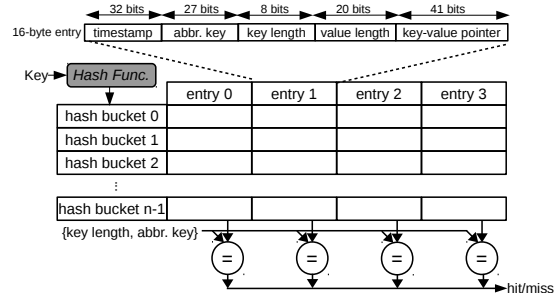 32 bits 27 bits 8 bits 20 bits 41 bits
16-byte entry timestamp abbr. key key length value length key-value pointer
Key Hash Func.
entry 0 entry 1 entry 2 entry 3
hash bucket 0
hash bucket 1
hash bucket 2
...
hash bucket n-1
{key length, abbr. key}
= = = =
hit/miss